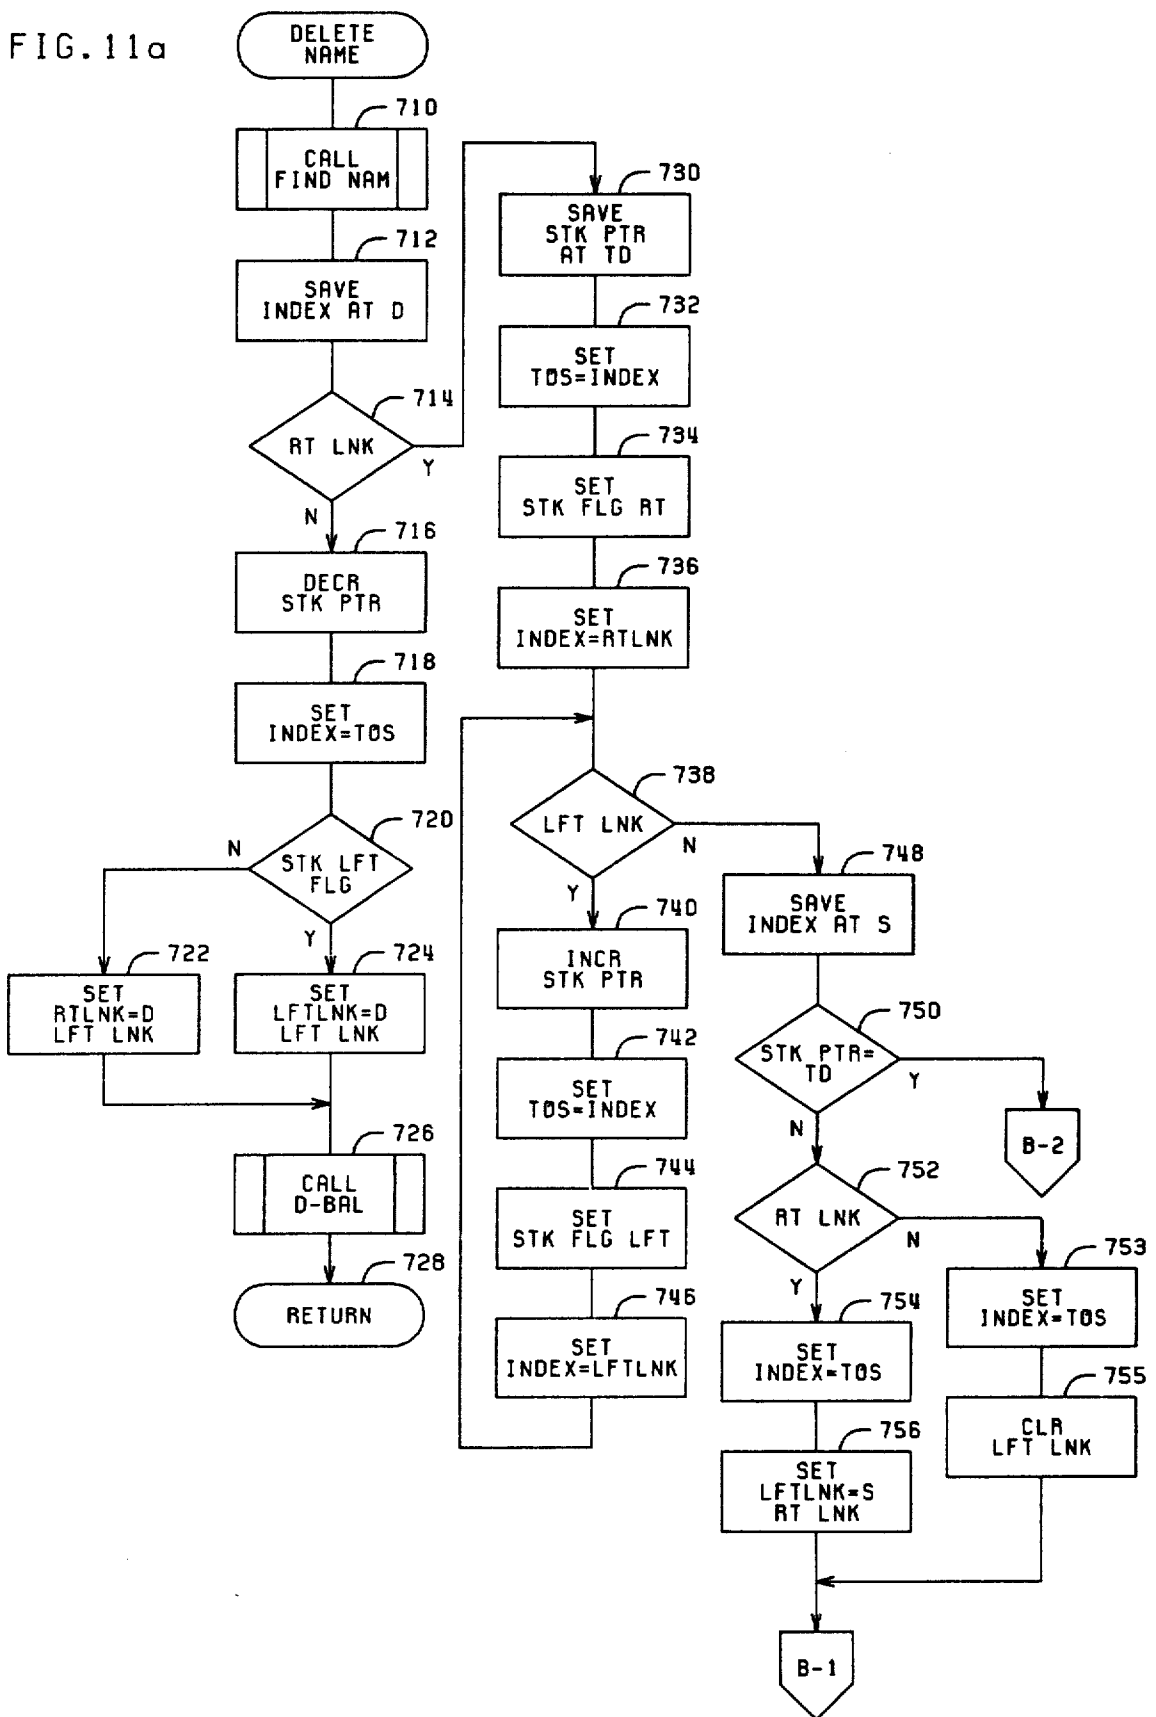 FIG. 11a
DELETE
NAME
710
CALL
FIND NAM
712
SAVE
INDEX AT D
714
RT LNK
Y
N
716
DECR
STK PTR
718
SET
INDEX=TOS
720
STK LFT
FLG
N
Y
722
SET
RTLNK=D
LFT LNK
724
SET
LFTLNK=D
LFT LNK
726
CALL
D-BAL
728
RETURN
730
SAVE
STK PTR
AT TD
732
SET
TOS=INDEX
734
SET
STK FLG RT
736
SET
INDEX=RTLNK
738
LFT LNK
N
Y
740
INCR
STK PTR
742
SET
TOS=INDEX
744
SET
STK FLG LFT
746
SET
INDEX=LFTLNK
748
SAVE
INDEX AT S
750
STK PTR=
TD
Y
N
B-2
752
RT LNK
N
Y
753
SET
INDEX=TOS
754
SET
INDEX=TOS
755
CLR
LFT LNK
756
SET
LFTLNK=S
RT LNK
B-1